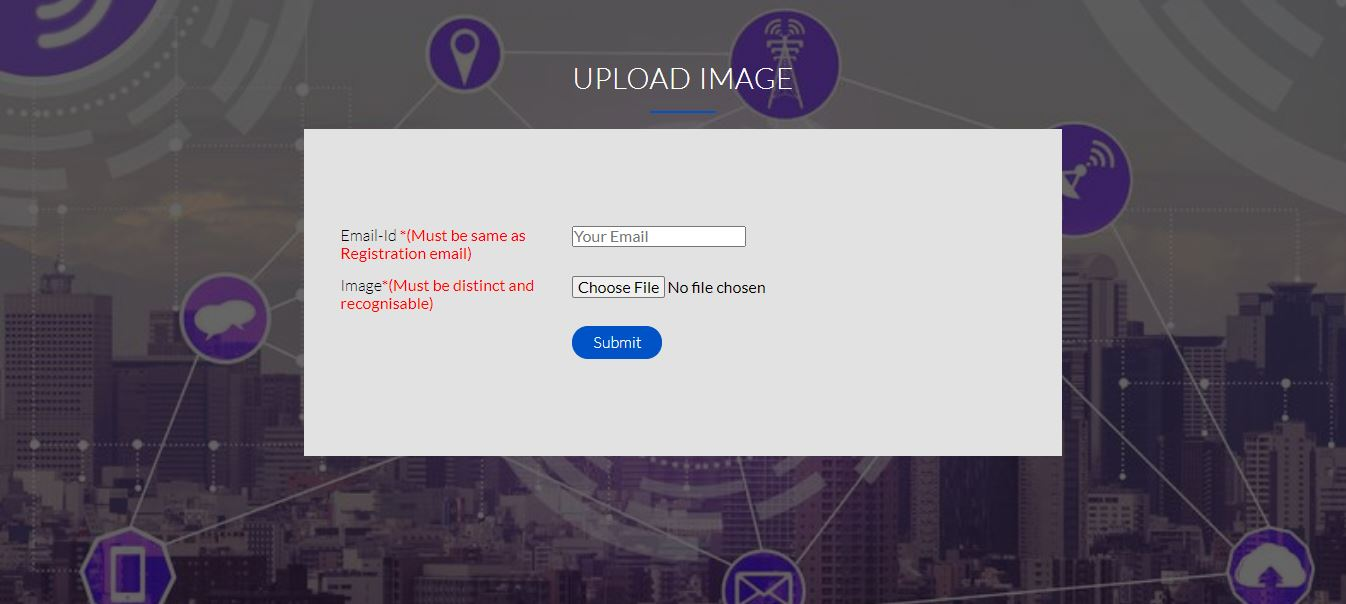 UPLOAD IMAGE
Email-Id *(Must be same as
Registration email)
Your Email
Image*(Must be distinct and
recognisable)
Choose File No file chosen
Submit